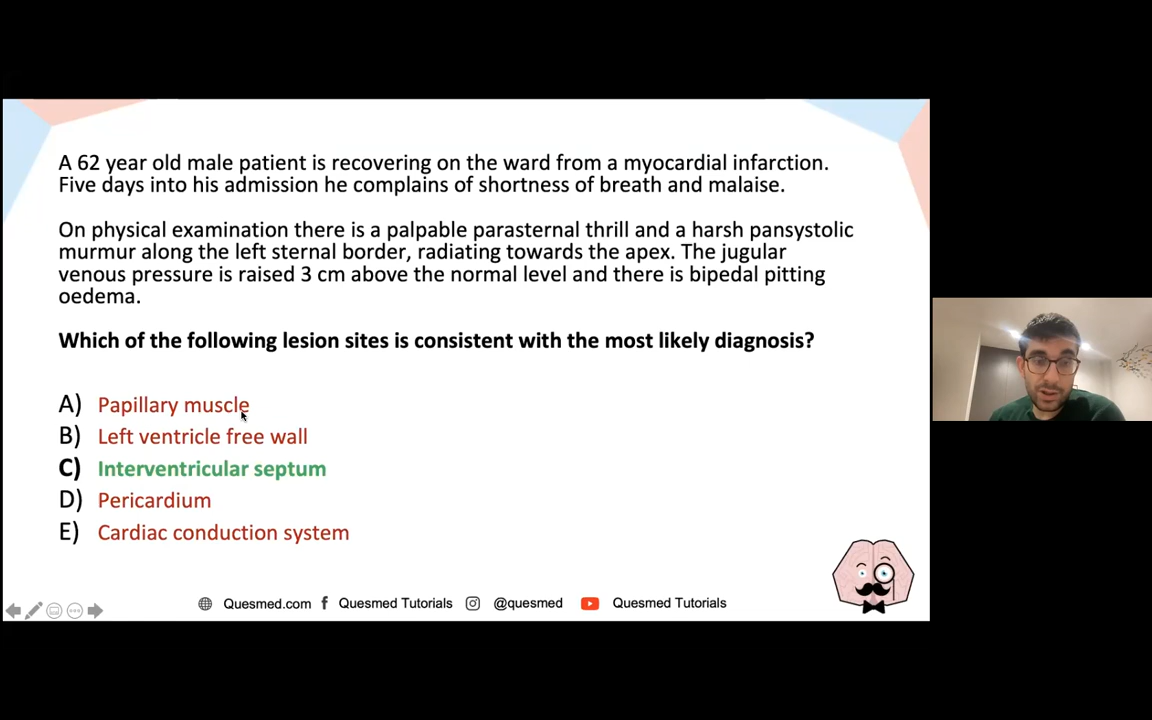 A 62 year old male patient is recovering on the ward from a myocardial infarction.
Five days into his admission he complains of shortness of breath and malaise.
On physical examination there is a palpable parasternal thrill and a harsh pansystolic
murmur along the left sternal border, radiating towards the apex. The jugular
venous pressure is raised 3 cm above the normal level and there is bipedal pitting
oedema.
Which of the following lesion sites is consistent with the most likely diagnosis?
A) Papillary muscle
B) Left ventricle free wall
C) Interventricular septum
D) Pericardium
E) Cardiac conduction system
Quesmed.com f Quesmed Tutorials @quesmed Quesmed Tutorials